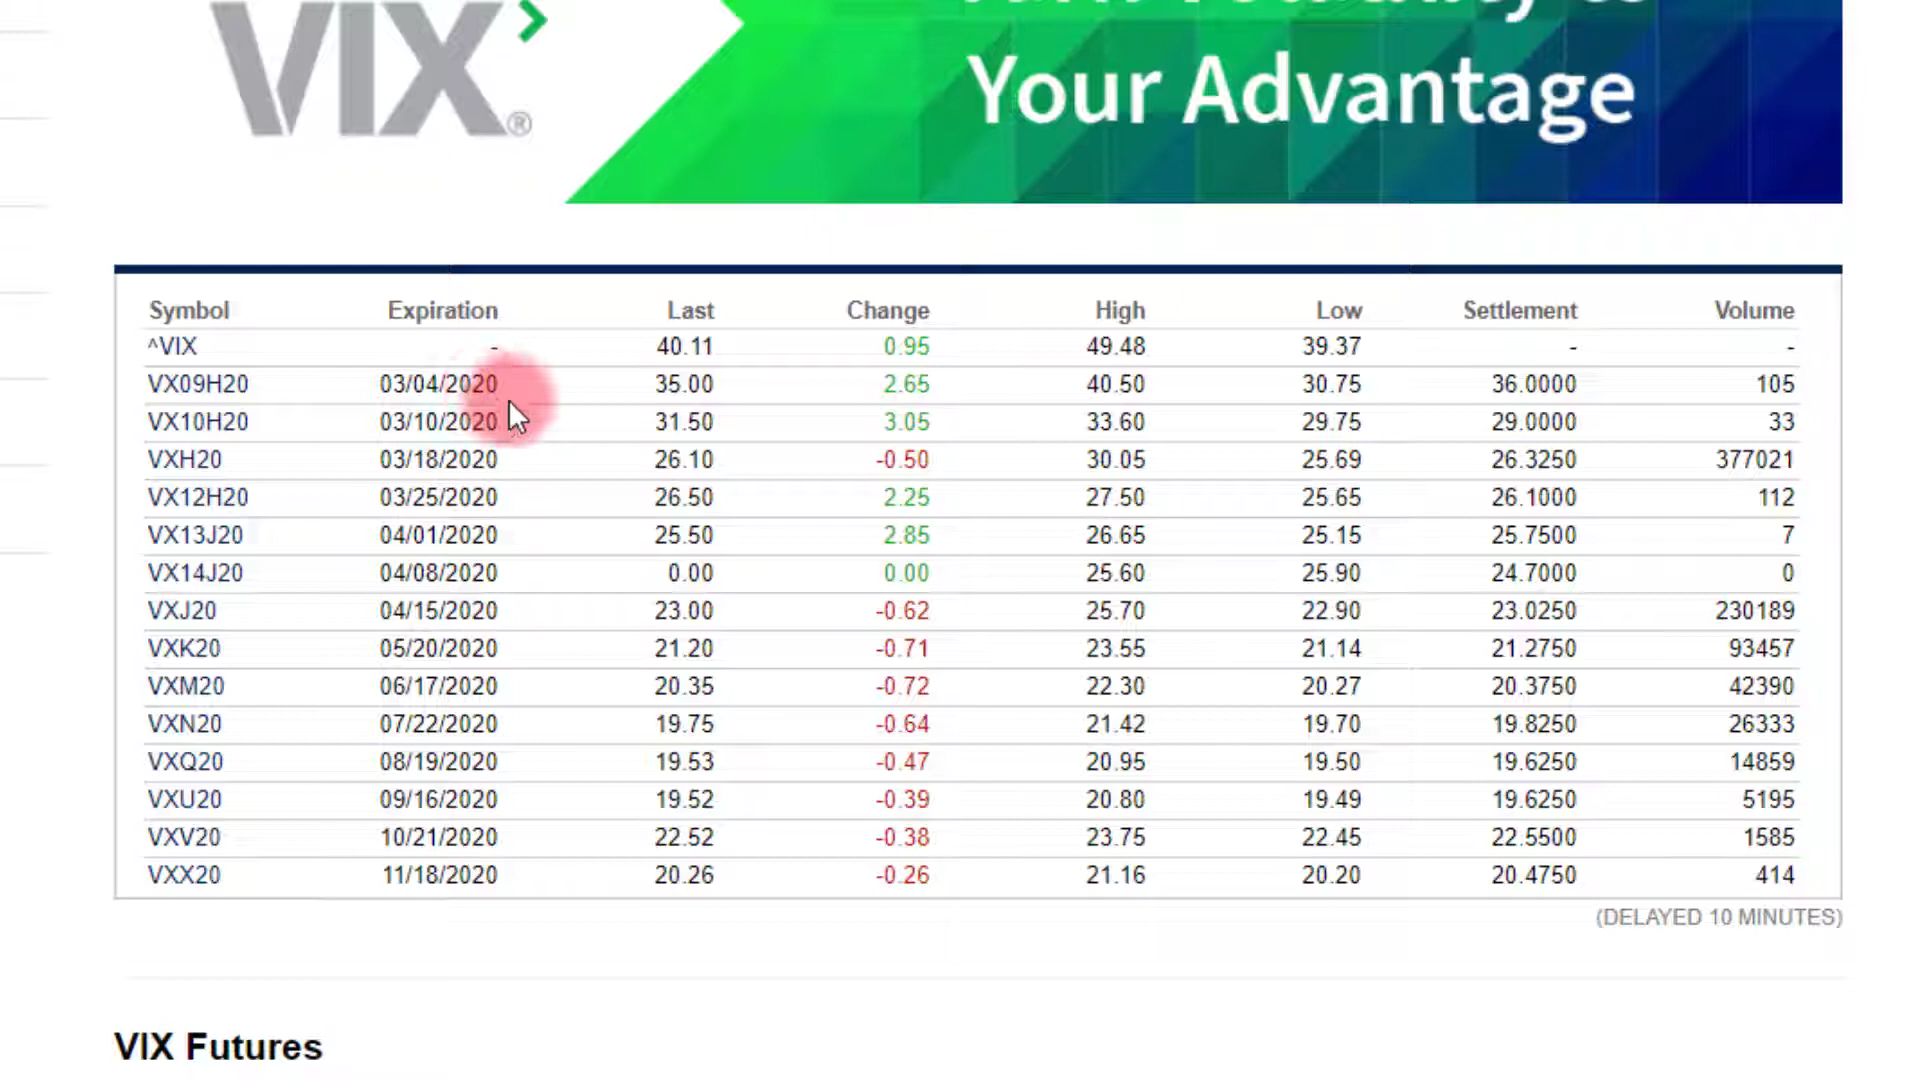 VIX®
Your Advantage
Symbol Expiration Last Change High Low Settlement Volume
^VIX - 40.11 0.95 49.48 39.37 - -
VX09H20 03/04/2020 35.00 2.65 40.50 30.75 36.0000 105
VX10H20 03/10/2020 31.50 3.05 33.60 29.75 29.0000 33
VXH20 03/18/2020 26.10 -0.50 30.05 25.69 26.3250 377021
VX12H20 03/25/2020 26.50 2.25 27.50 25.65 26.1000 112
VX13J20 04/01/2020 25.50 2.85 26.65 25.15 25.7500 7
VX14J20 04/08/2020 0.00 0.00 25.60 25.90 24.7000 0
VXJ20 04/15/2020 23.00 -0.62 25.70 22.90 23.0250 230189
VXK20 05/20/2020 21.20 -0.71 23.55 21.14 21.2750 93457
VXM20 06/17/2020 20.35 -0.72 22.30 20.27 20.3750 42390
VXN20 07/22/2020 19.75 -0.64 21.42 19.70 19.8250 26333
VXQ20 08/19/2020 19.53 -0.47 20.95 19.50 19.6250 14859
VXU20 09/16/2020 19.52 -0.39 20.80 19.49 19.6250 5195
VXV20 10/21/2020 22.52 -0.38 23.75 22.45 22.5500 1585
VXX20 11/18/2020 20.26 -0.26 21.16 20.20 20.4750 414
(DELAYED 10 MINUTES)
VIX Futures